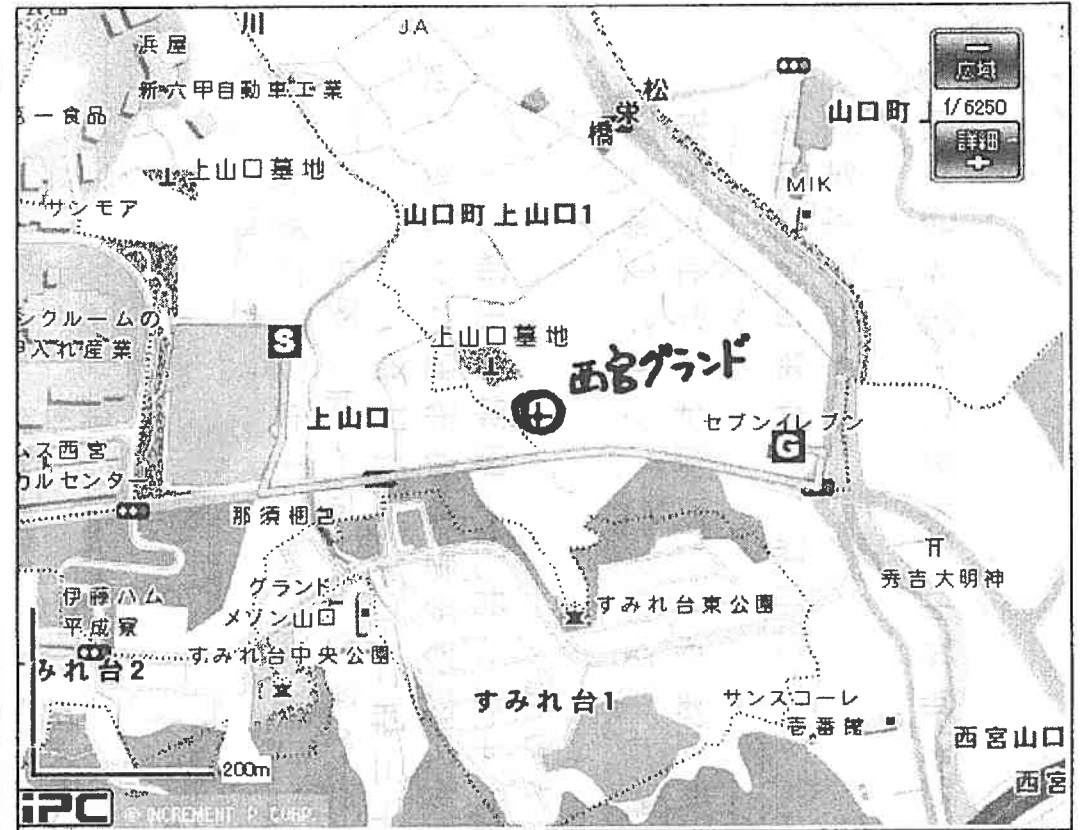 川
JA
浜屋
新六甲自動車工業
一食品
広域
1/6250
詳細
松
栄
橋
山口町
上山口墓地
MIK
サンモア
山口町上山口1
シグルームの
入れ産業
S
上山口墓地
西宮グランド
上山口
セブンイレブン
G
ムス西宮
カルセンター
那須梱包
秀吉大明神
伊藤ハム
平成寮
グランド
メゾン山口
すみれ台東公園
みれ台2
すみれ台中央公園
すみれ台1
サンスコーレ
壱番館
西宮山口
西宮
200m
iPC
© INCREMENT P CORP.